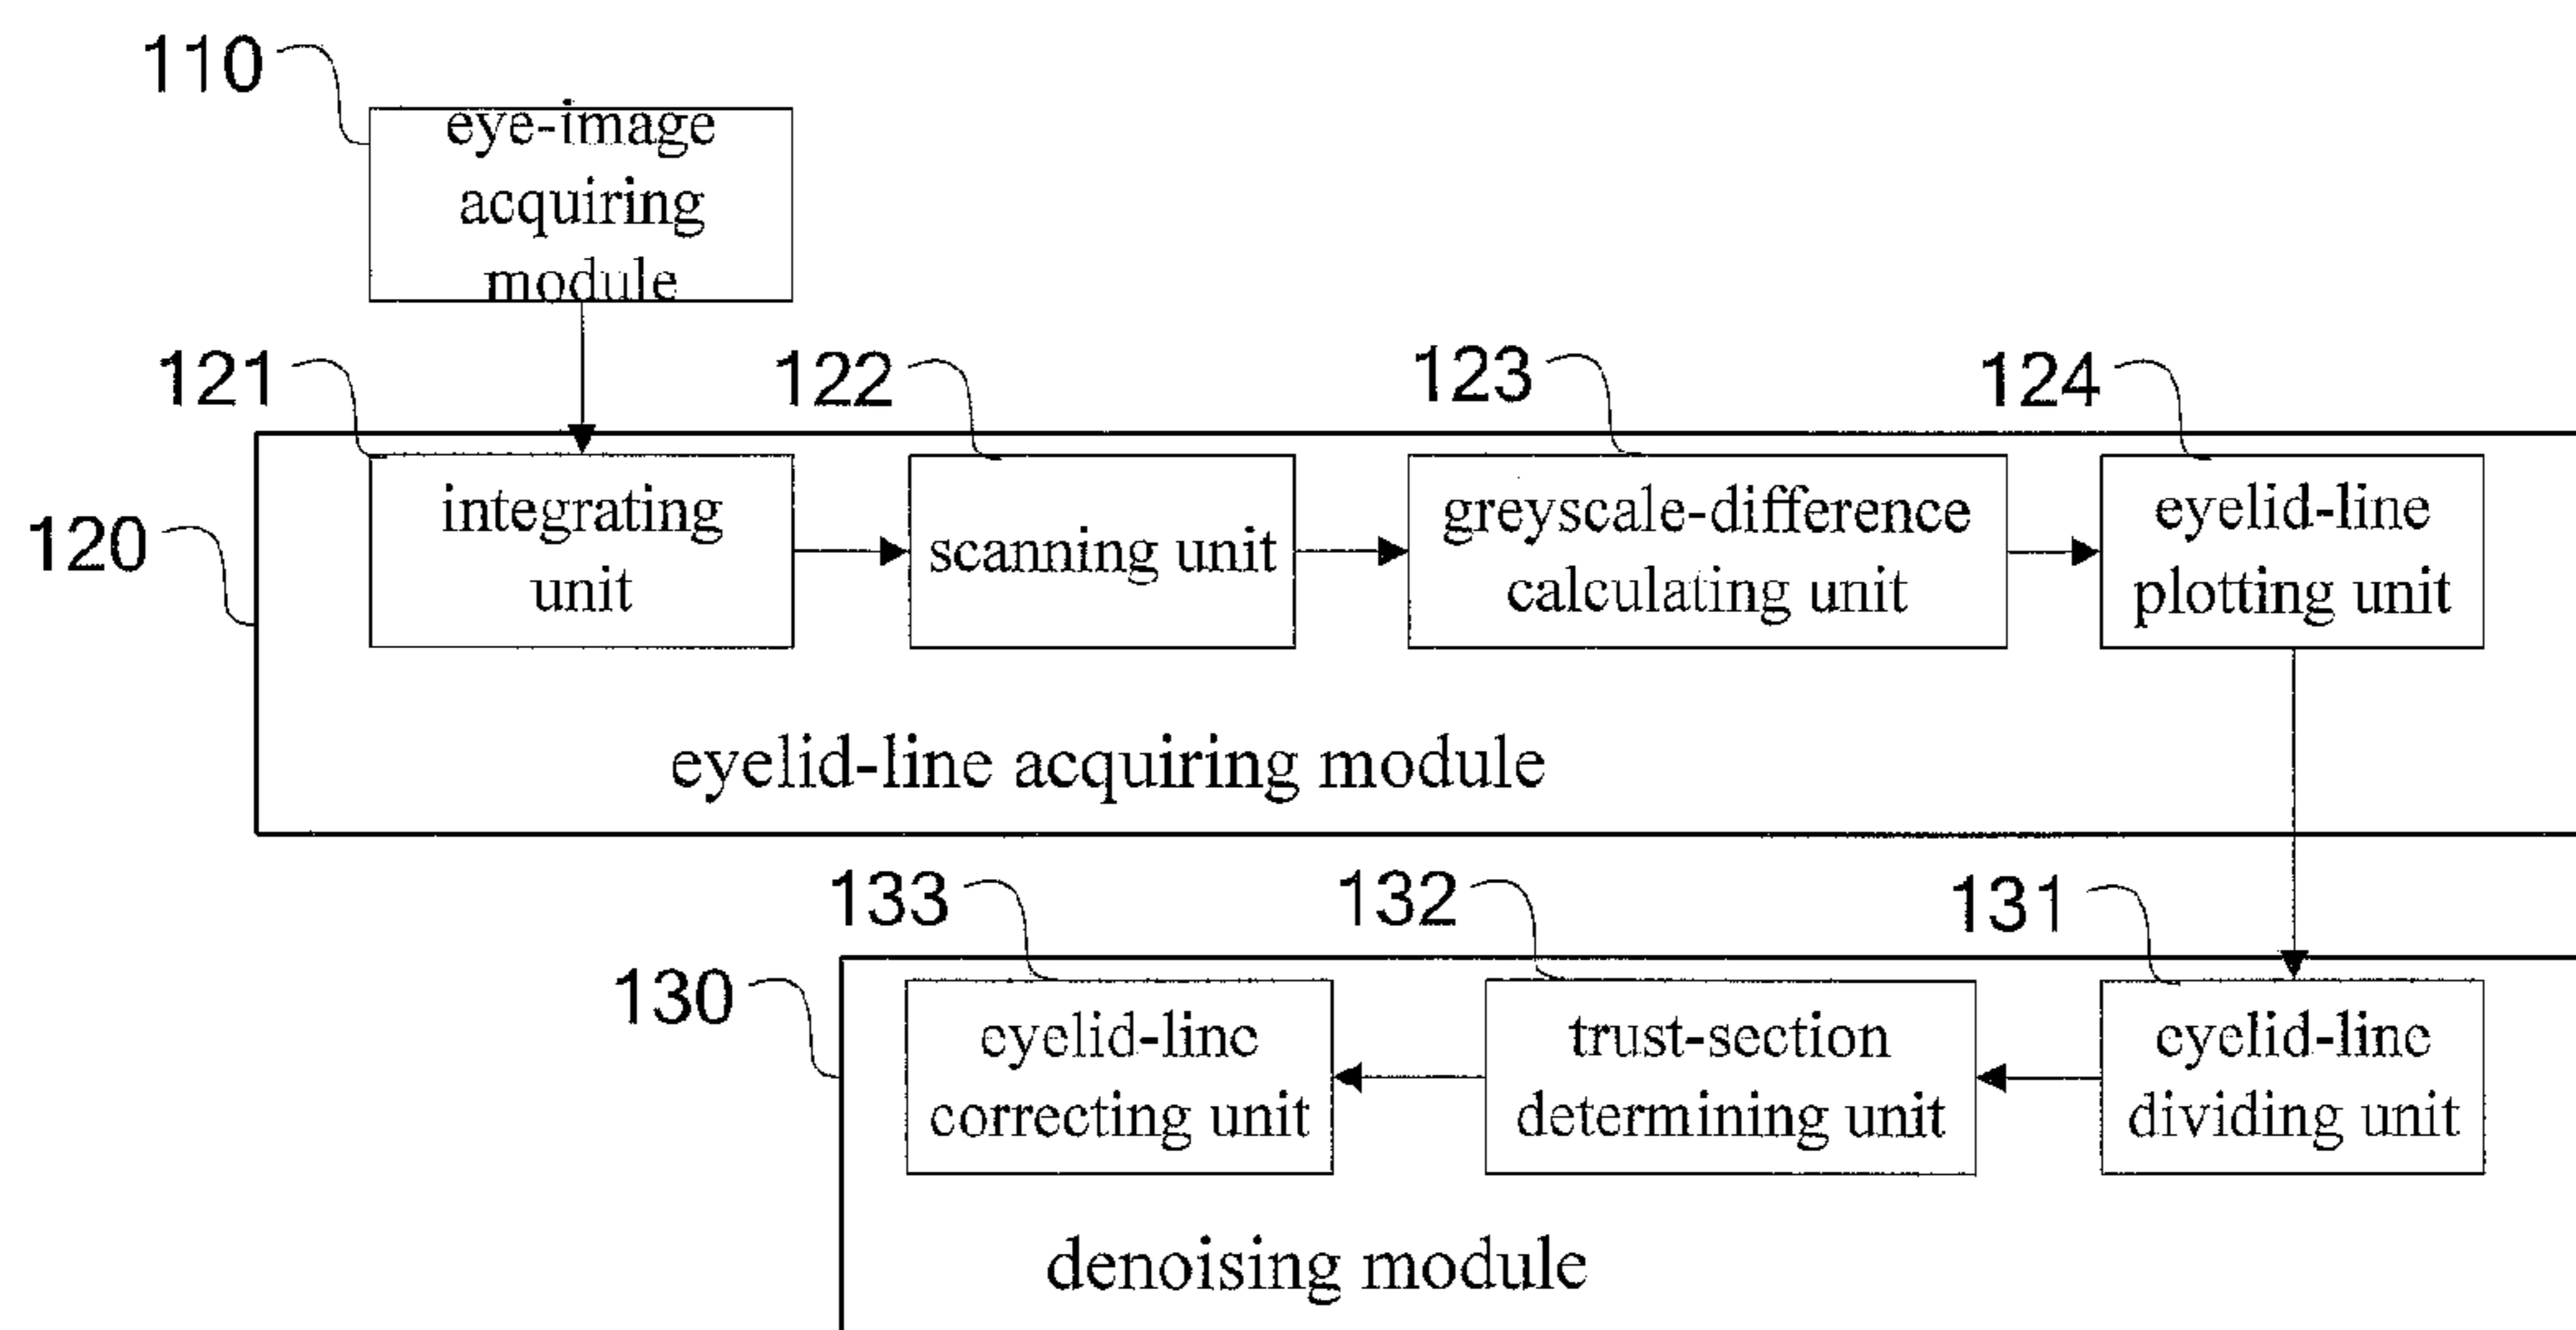 110
eye-image
acquiring
module
121
122
123
124
120
integrating
unit
scanning unit
greyscale-difference
calculating unit
eyelid-line
plotting unit
eyelid-line acquiring module
133
132
131
130
eyelid-line
correcting unit
trust-section
determining unit
eyelid-line
dividing unit
denoising module